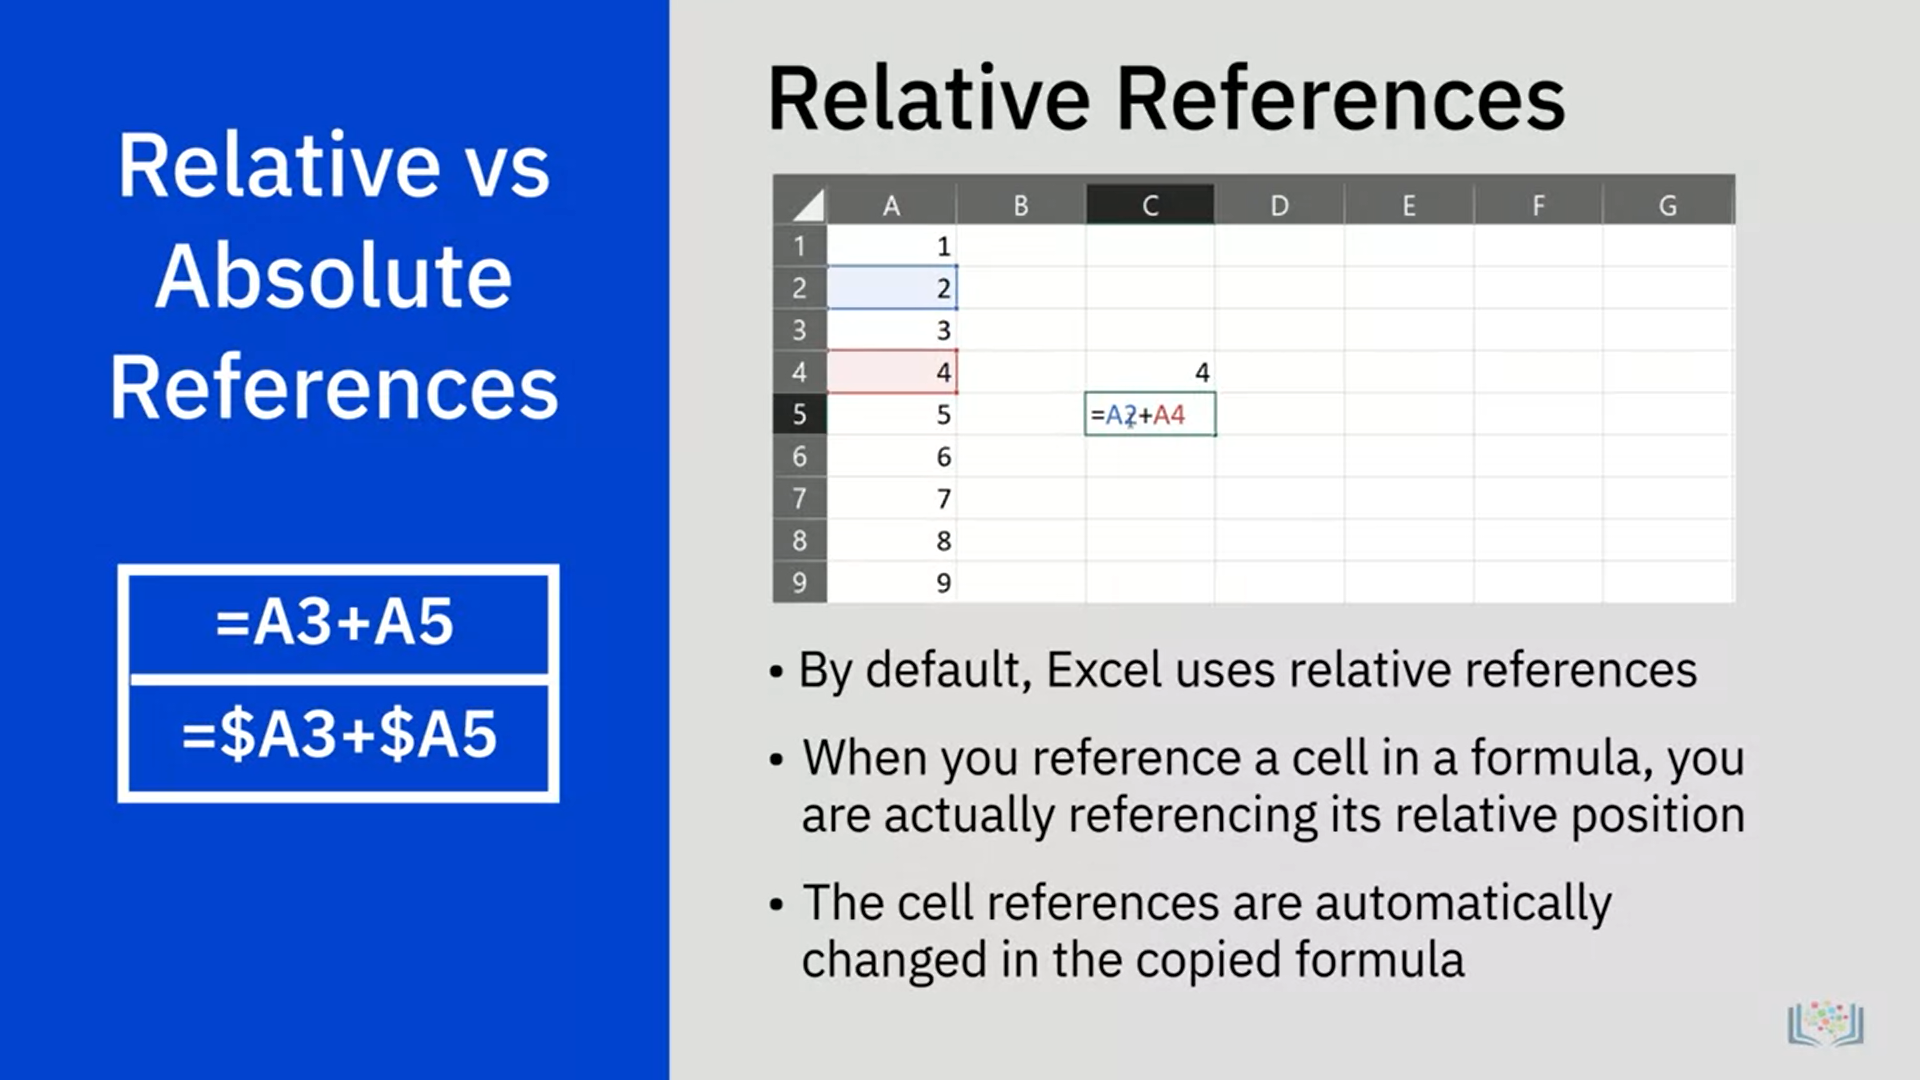 Relative vs
Absolute
References
=A3+A5
=$A3+$A5
Relative References
A B C D E F G
1 1
2 2
3 3
4 4 4
5 5 =A2+A4
6 6
7 7
8 8
9 9
• By default, Excel uses relative references
• When you reference a cell in a formula, you
are actually referencing its relative position
• The cell references are automatically
changed in the copied formula